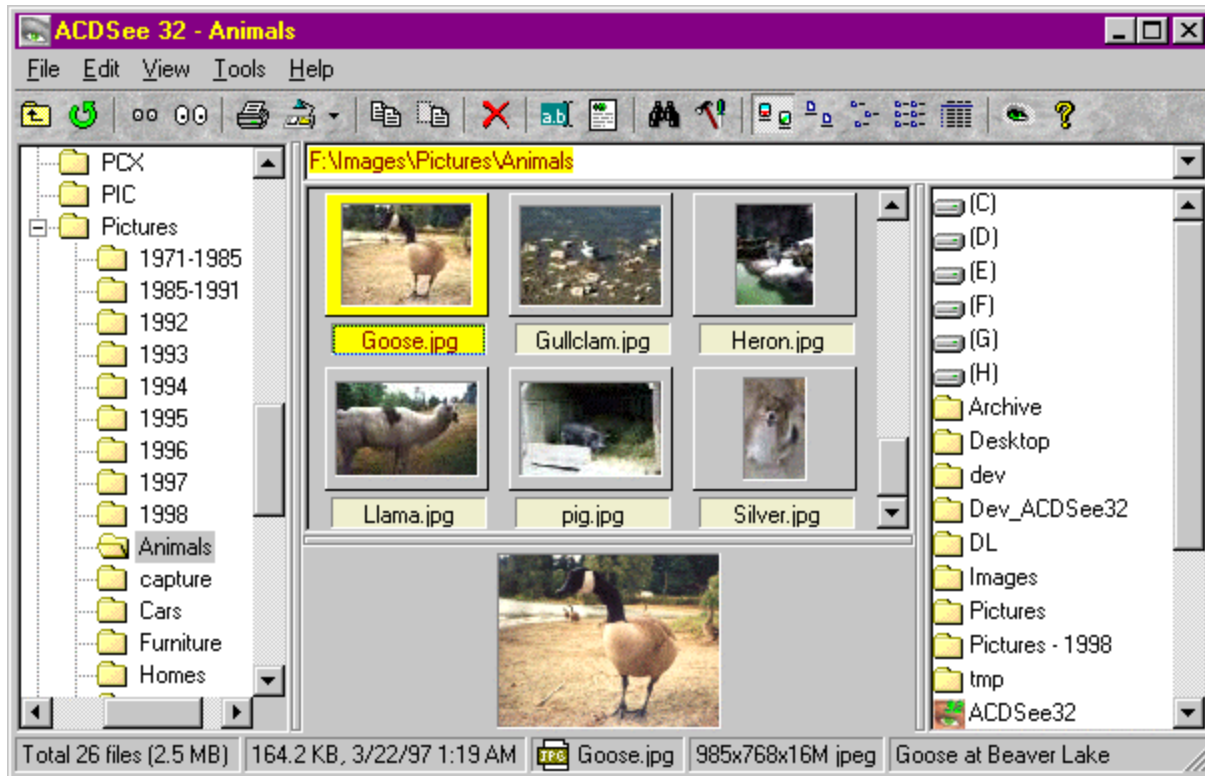 ACDSee 32 - Animals
File Edit View Tools Help
a.b
PCX
PIC
Pictures
1971-1985
1985-1991
1992
1993
1994
1995
1996
1997
1998
Animals
capture
Cars
Furniture
Homes
F:\Images\Pictures\Animals
Goose.jpg Gullclam.jpg Heron.jpg
Llama.jpg pig.jpg Silver.jpg
(C)
(D)
(E)
(F)
(G)
(H)
Archive
Desktop
dev
Dev_ACDSee32
DL
Images
Pictures
Pictures - 1998
tmp
ACDSee32
Total 26 files (2.5 MB) 164.2 KB, 3/22/97 1:19 AM JPG Goose.jpg 985x768x16M jpeg Goose at Beaver Lake